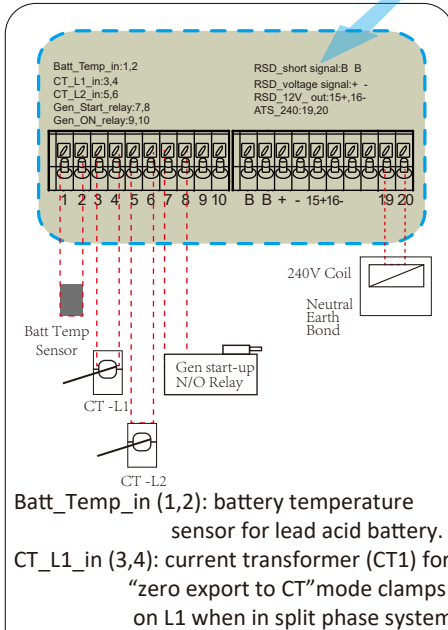 Batt_Temp_in:1,2
CT_L1_in:3,4
CT_L2_in:5,6
Gen_Start_relay:7,8
Gen_ON_relay:9,10
RSD_short signal:B B
RSD_voltage signal:+ -
RSD_12V_ out:15+,16-
ATS_240:19,20
1 2 3 4 5 6 7 8 9 10 B B + - 15+16- 19 20
240V Coil
Neutral
Earth
Bond
Batt Temp
Sensor
Gen start-up
N/O Relay
CT -L1
CT -L2
Batt_Temp_in (1,2): battery temperature
sensor for lead acid battery.
CT_L1_in (3,4): current transformer (CT1) for
“zero export to CT”mode clamps
on L1 when in split phase system